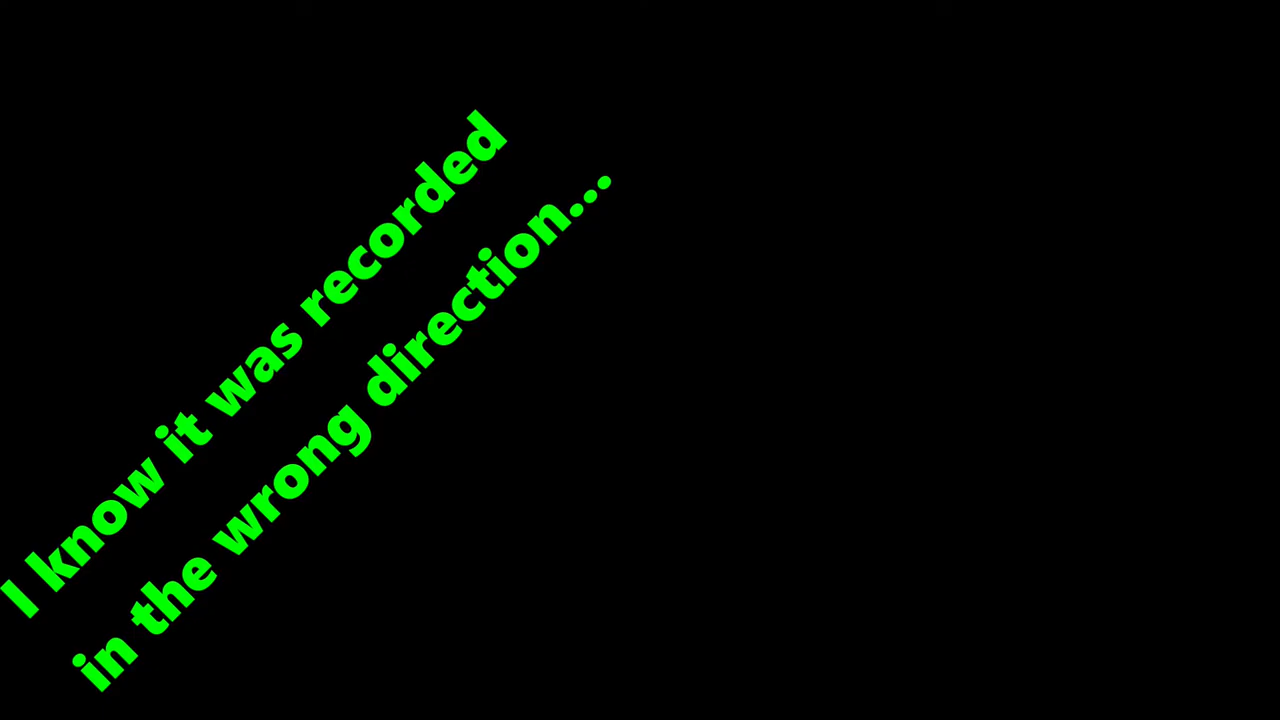 I know it was recorded
in the wrong direction....